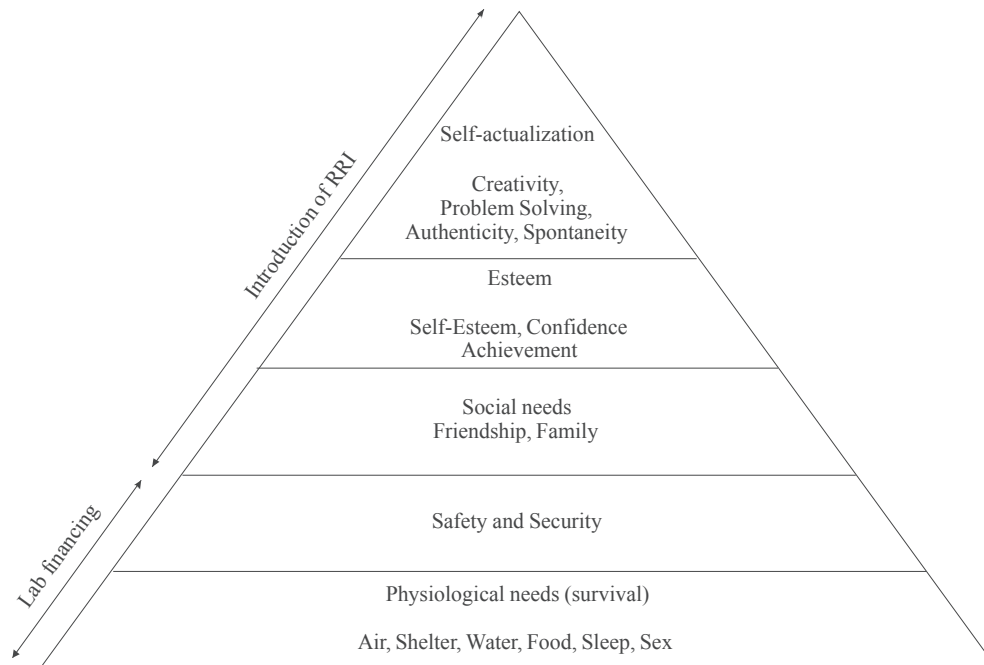 Self-actualization
Creativity,
Problem Solving,
Authenticity, Spontaneity
Esteem
Self-Esteem, Confidence
Achievement
Social needs
Friendship, Family
Safety and Security
Physiological needs (survival)
Air, Shelter, Water, Food, Sleep, Sex
Introduction of RRI
Lab financing